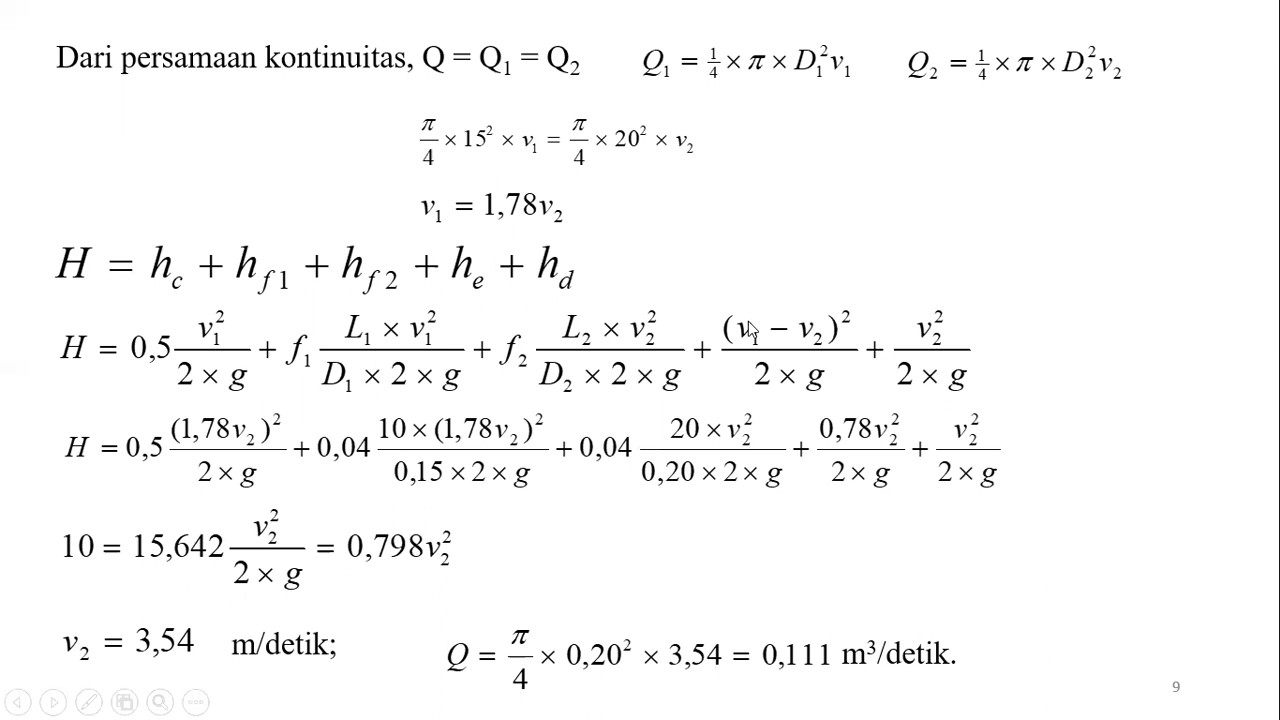 Dari persamaan kontinuitas, Q = Q₁ = Q₂ Q₁ = ¼ × π × D₁²v₁ Q₂ = ¼ × π × D₂²v₂
π/4 × 15² × v₁ = π/4 × 20² × v₂
v₁ = 1,78v₂
H = h_c + h_f1 + h_f2 + h_e + h_d
H = 0,5 v₁²/(2 × g) + f₁ (L₁ × v₁²)/(D₁ × 2 × g) + f₂ (L₂ × v₂²)/(D₂ × 2 × g) + (v₁ − v₂)²/(2 × g) + v₂²/(2 × g)
H = 0,5 (1,78v₂)²/(2 × g) + 0,04 (10 × (1,78v₂)²)/(0,15 × 2 × g) + 0,04 (20 × v₂²)/(0,20 × 2 × g) + 0,78v₂²/(2 × g) + v₂²/(2 × g)
10 = 15,642 v₂²/(2 × g) = 0,798v₂²
v₂ = 3,54 m/detik; Q = π/4 × 0,20² × 3,54 = 0,111 m³/detik.
9